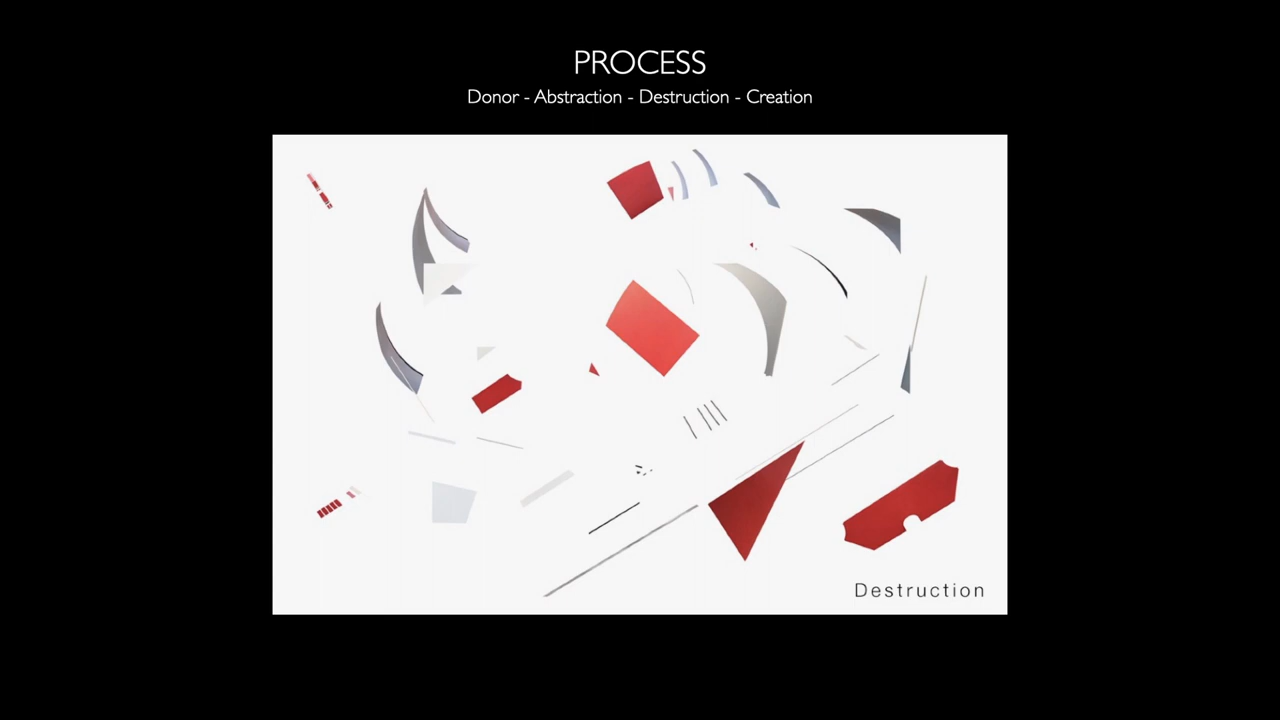 PROCESS
Donor - Abstraction - Destruction - Creation
Destruction